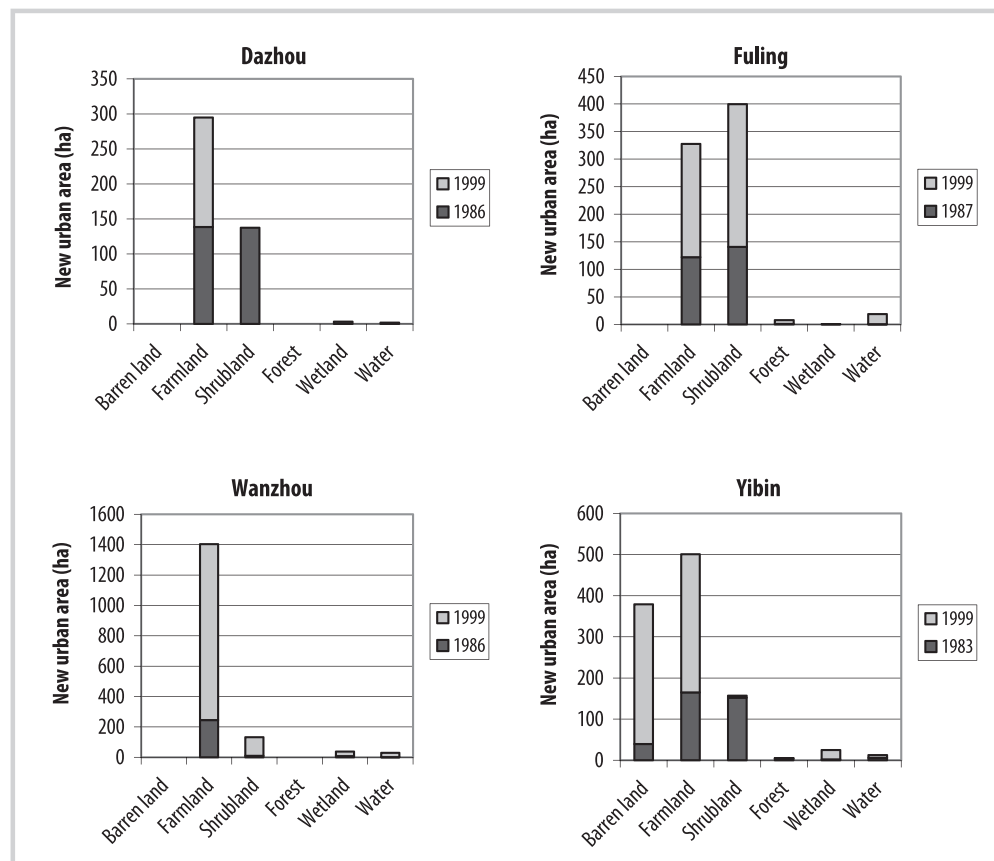 Dazhou
New urban area (ha)
350
300
250
200
150
100
50
0
Barren land
Farmland
Shrubland
Forest
Wetland
Water
1999
1986
Fuling
New urban area (ha)
450
400
350
300
250
200
150
100
50
0
Barren land
Farmland
Shrubland
Forest
Wetland
Water
1999
1987
Wanzhou
New urban area (ha)
1600
1400
1200
1000
800
600
400
200
0
Barren land
Farmland
Shrubland
Forest
Wetland
Water
1999
1986
Yibin
New urban area (ha)
600
500
400
300
200
100
0
Barren land
Farmland
Shrubland
Forest
Wetland
Water
1999
1983